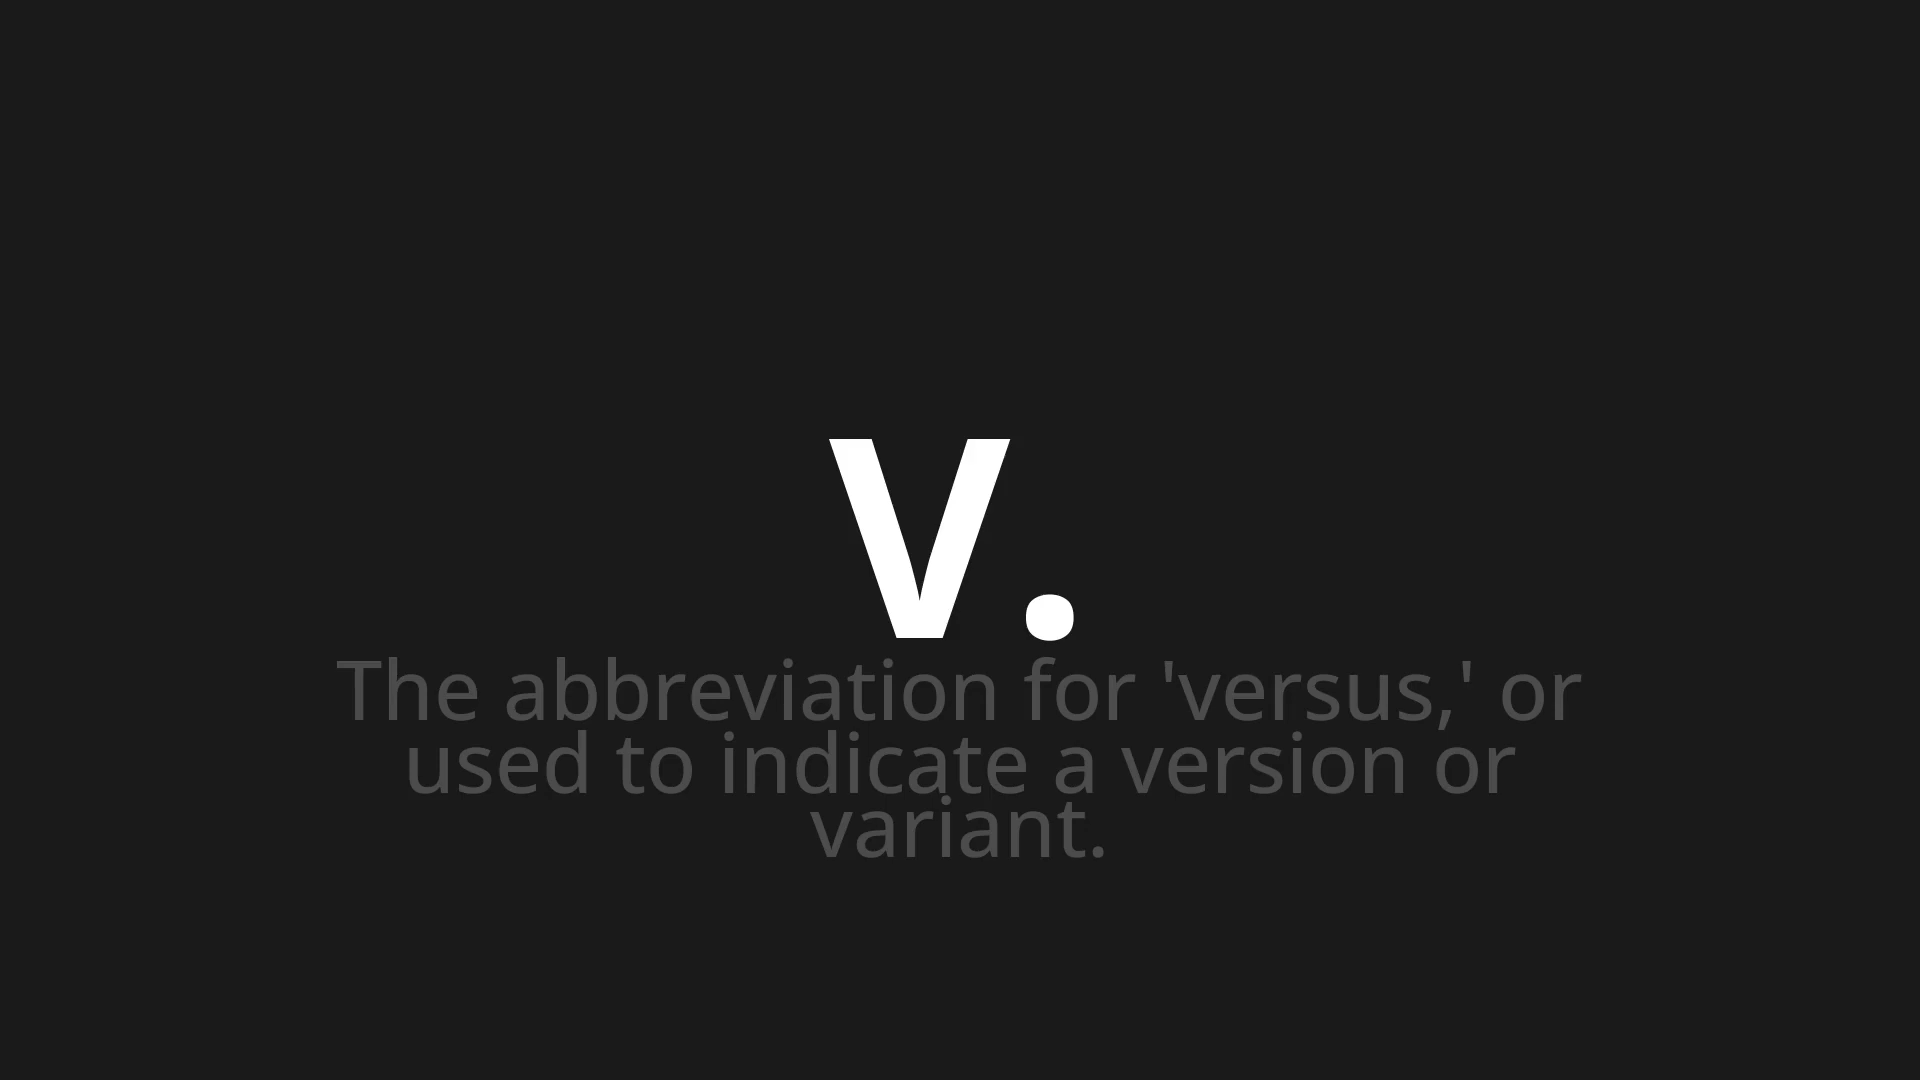 v.
The abbreviation for 'versus,' or
used to indicate a version or
variant.